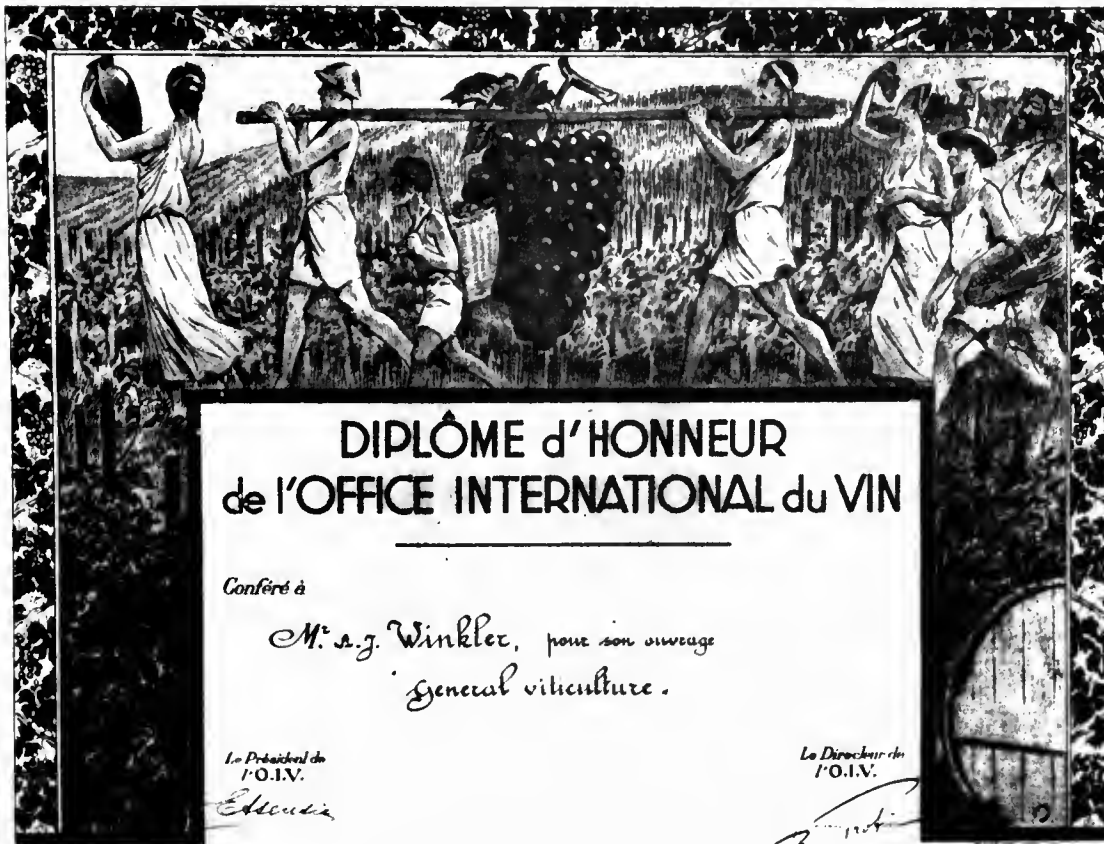 DIPLÔME d'HONNEUR
de l'OFFICE INTERNATIONAL du VIN
Conféré à
Mr. A. J. Winkler, pour son ouvrage
General viticulture.
Le Président de
l'O.I.V.
Le Directeur de
l'O.I.V.